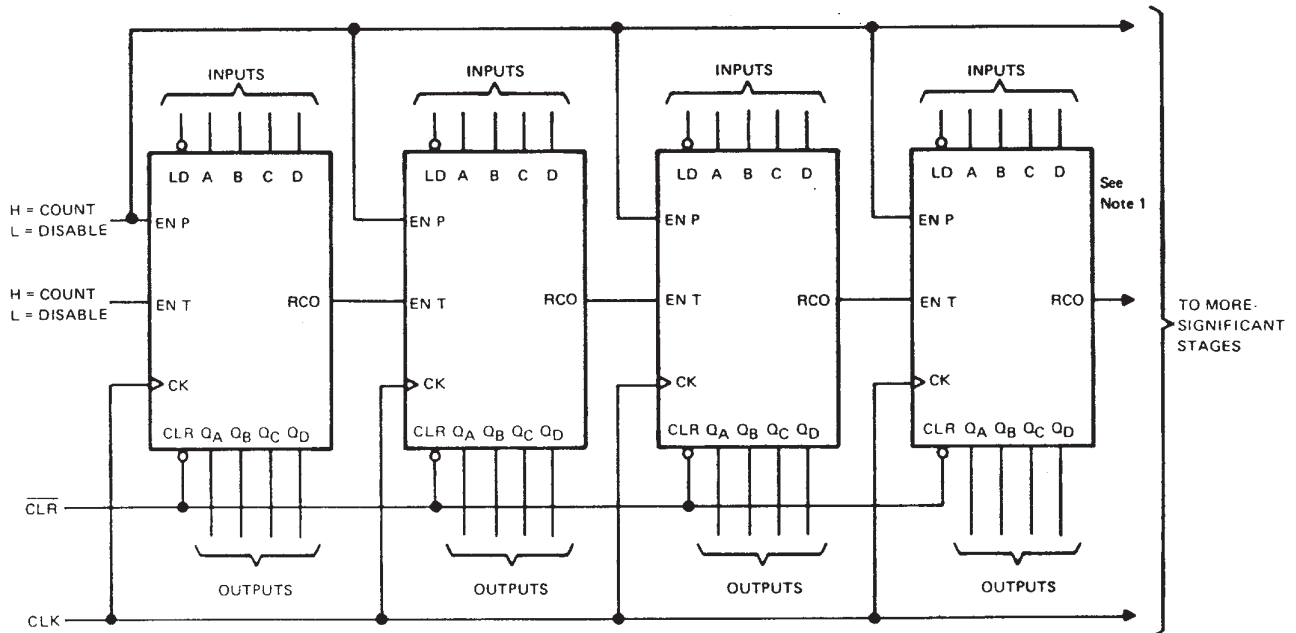 INPUTS INPUTS INPUTS INPUTS
LD A B C D LD A B C D LD A B C D LD A B C D
See
Note 1
H = COUNT
L = DISABLE
EN P EN P EN P EN P
H = COUNT
L = DISABLE
EN T RCO EN T RCO EN T RCO EN T RCO
TO MORE-
SIGNIFICANT
STAGES
CK CK CK CK
CLR QA QB QC QD CLR QA QB QC QD CLR QA QB QC QD CLR QA QB QC QD
CLR
OUTPUTS OUTPUTS OUTPUTS OUTPUTS
CLK